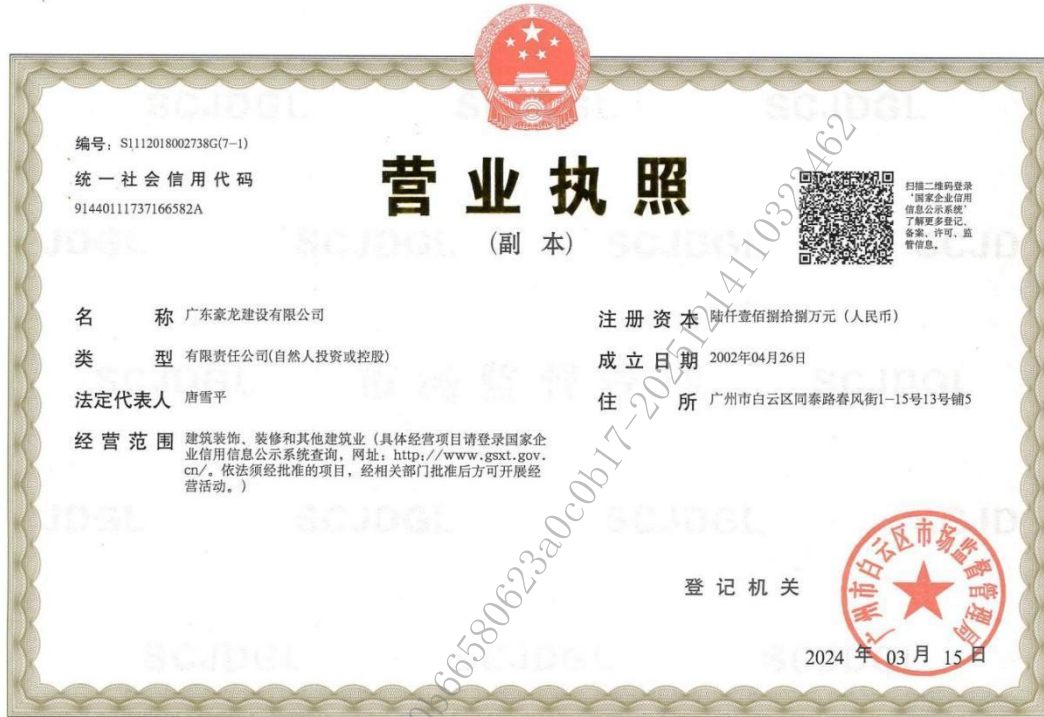 编号：S1112018002738G(7-1)
统一社会信用代码
91440111737166582A
营业执照
(副 本)
扫描二维码登录
‘国家企业信用
信息公示系统’
了解更多登记、
备案、许可、监
管信息。
名 称 广东豪龙建设有限公司
类 型 有限责任公司(自然人投资或控股)
法定代表人 唐雪平
经营范围 建筑装饰、装修和其他建筑业（具体经营项目请登录国家企
业信用信息公示系统查询，网址：http://www.gsxt.gov.
cn/。依法须经批准的项目，经相关部门批准后方可开展经
营活动。）
注册资本 陆仟壹佰捌拾捌万元（人民币）
成立日期 2002年04月26日
住 所 广州市白云区同泰路春风街1-15号13号铺5
登记机关
广州市白云区市场监督管理局
2024 年 03 月 15 日
SCJDGL
0b66580623a0c0b17-20251214110323462